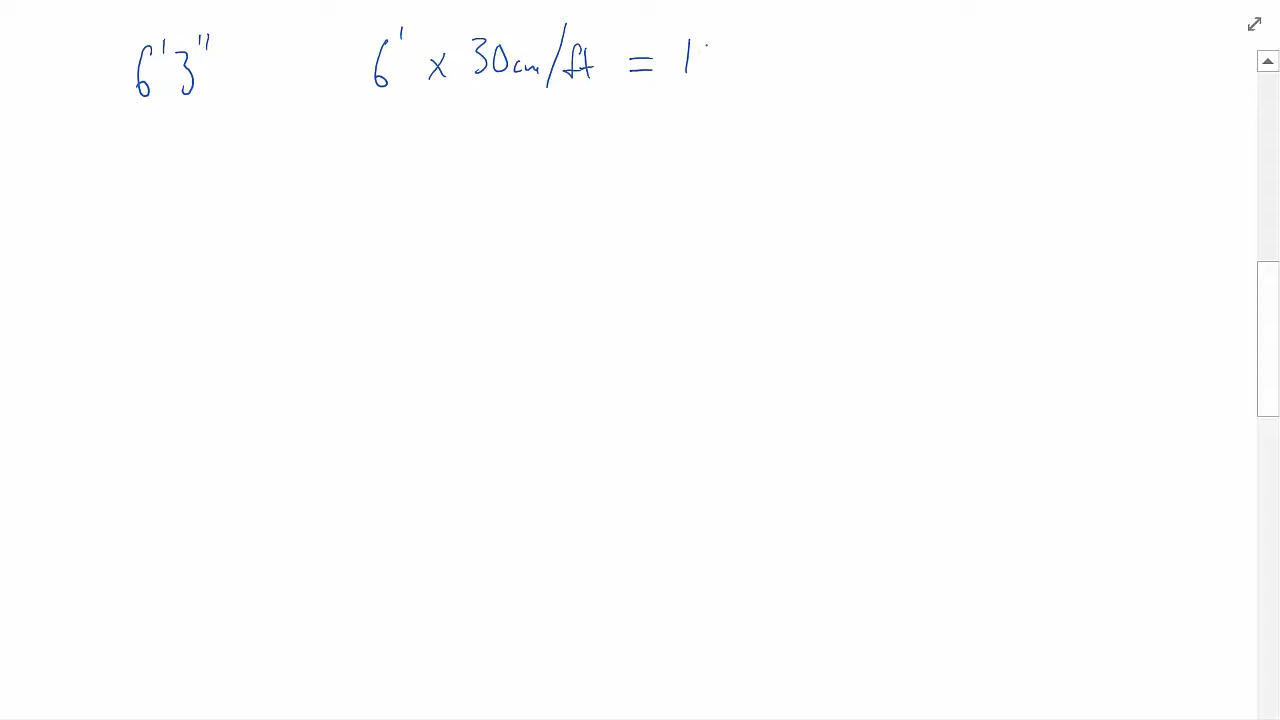 6'3" 6' x 30cm/ft = 1